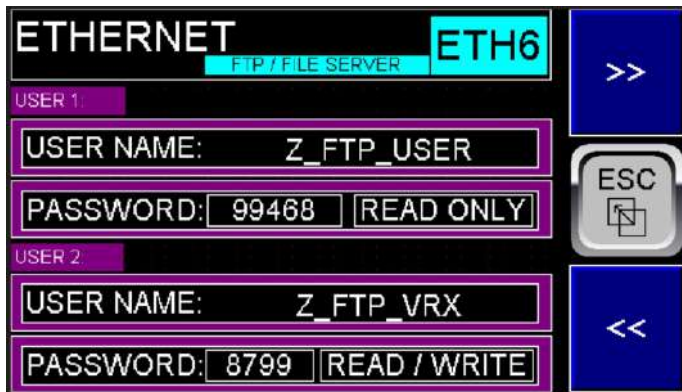 ETHERNET
FTP / FILE SERVER
ETH6
>>
USER 1:
USER NAME: Z_FTP_USER
ESC
PASSWORD: 99468 READ ONLY
USER 2:
USER NAME: Z_FTP_VRX
<<
PASSWORD: 8799 READ / WRITE